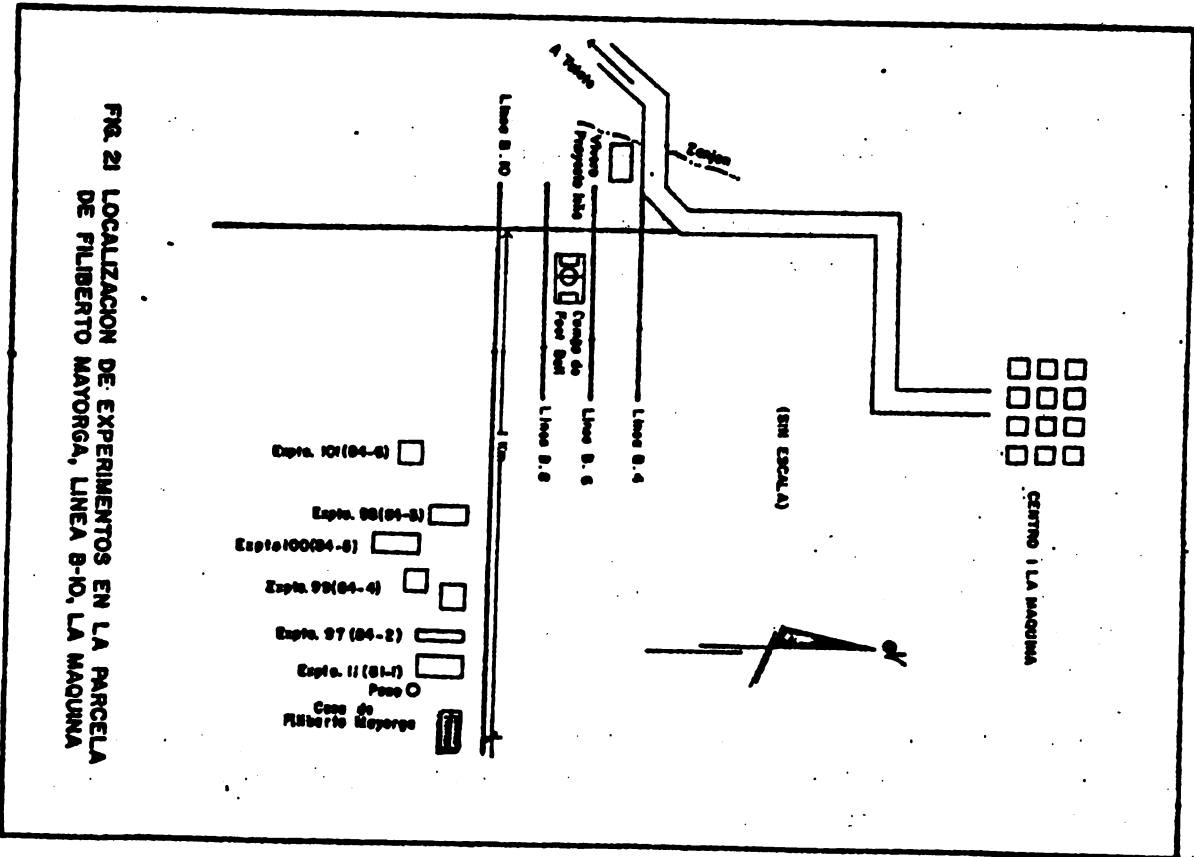 CENTRO I LA MAQUINA
(SIN ESCALA)
Zanjon
Linea B.4
Linea B.6
Linea B.8
Linea B.10
Vivero
Campo de
Foot Ball
1 Km.
Expto. 101(84-6)
Expto. 98(84-3)
Expto 100(84-5)
Expto. 99(84-4)
Expto. 97 (84-2)
Expto. 11 (81-1)
Pozo
Casa de
Filiberto Mayorga
FIG. 21 LOCALIZACION DE EXPERIMENTOS EN LA PARCELA
DE FILIBERTO MAYORGA, LINEA B-10, LA MAQUINA